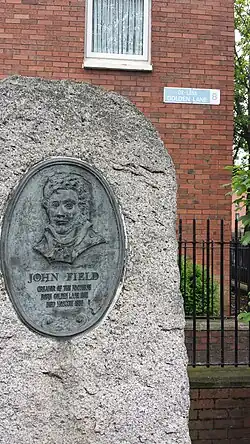 GOLDEN LANE
8
JOHN FIELD
CREATOR OF THE NOCTURNE
BORN GOLDEN LANE 1782
DIED MOSCOW 1837